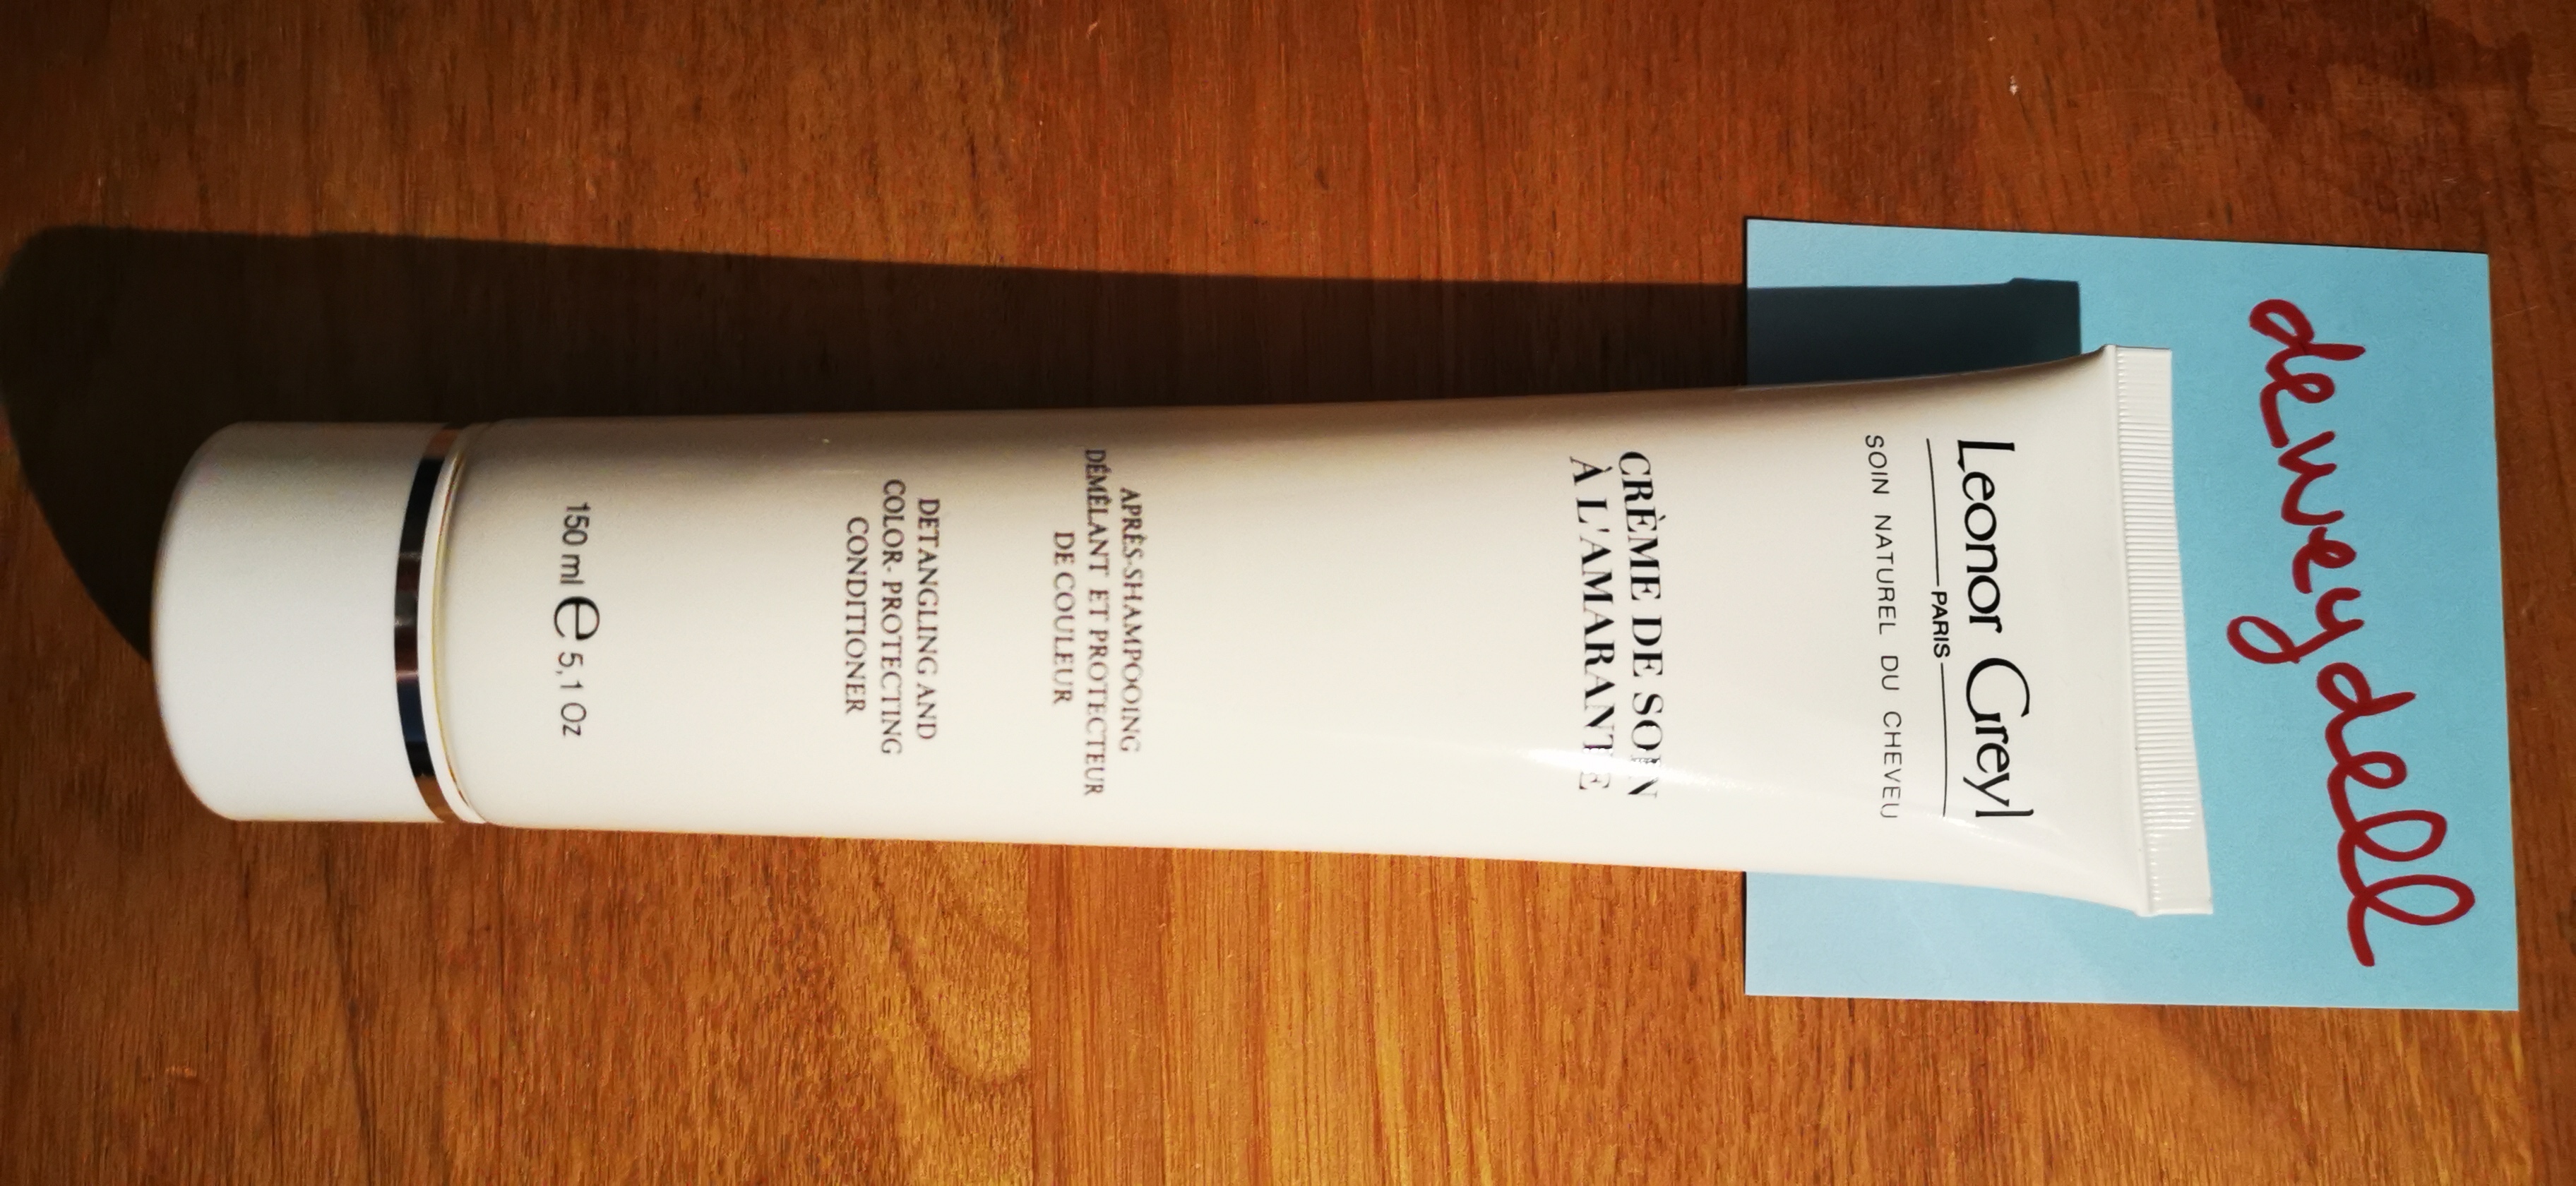 deweydell
Leonor Greyl
PARIS
SOIN NATUREL DU CHEVEU
CRÈME DE SOIN
À L'AMARANTE
APRÈS-SHAMPOOING
DÉMÊLANT ET PROTECTEUR
DE COULEUR
DETANGLING AND
COLOR- PROTECTING
CONDITIONER
150 ml ℮ 5,1 Oz